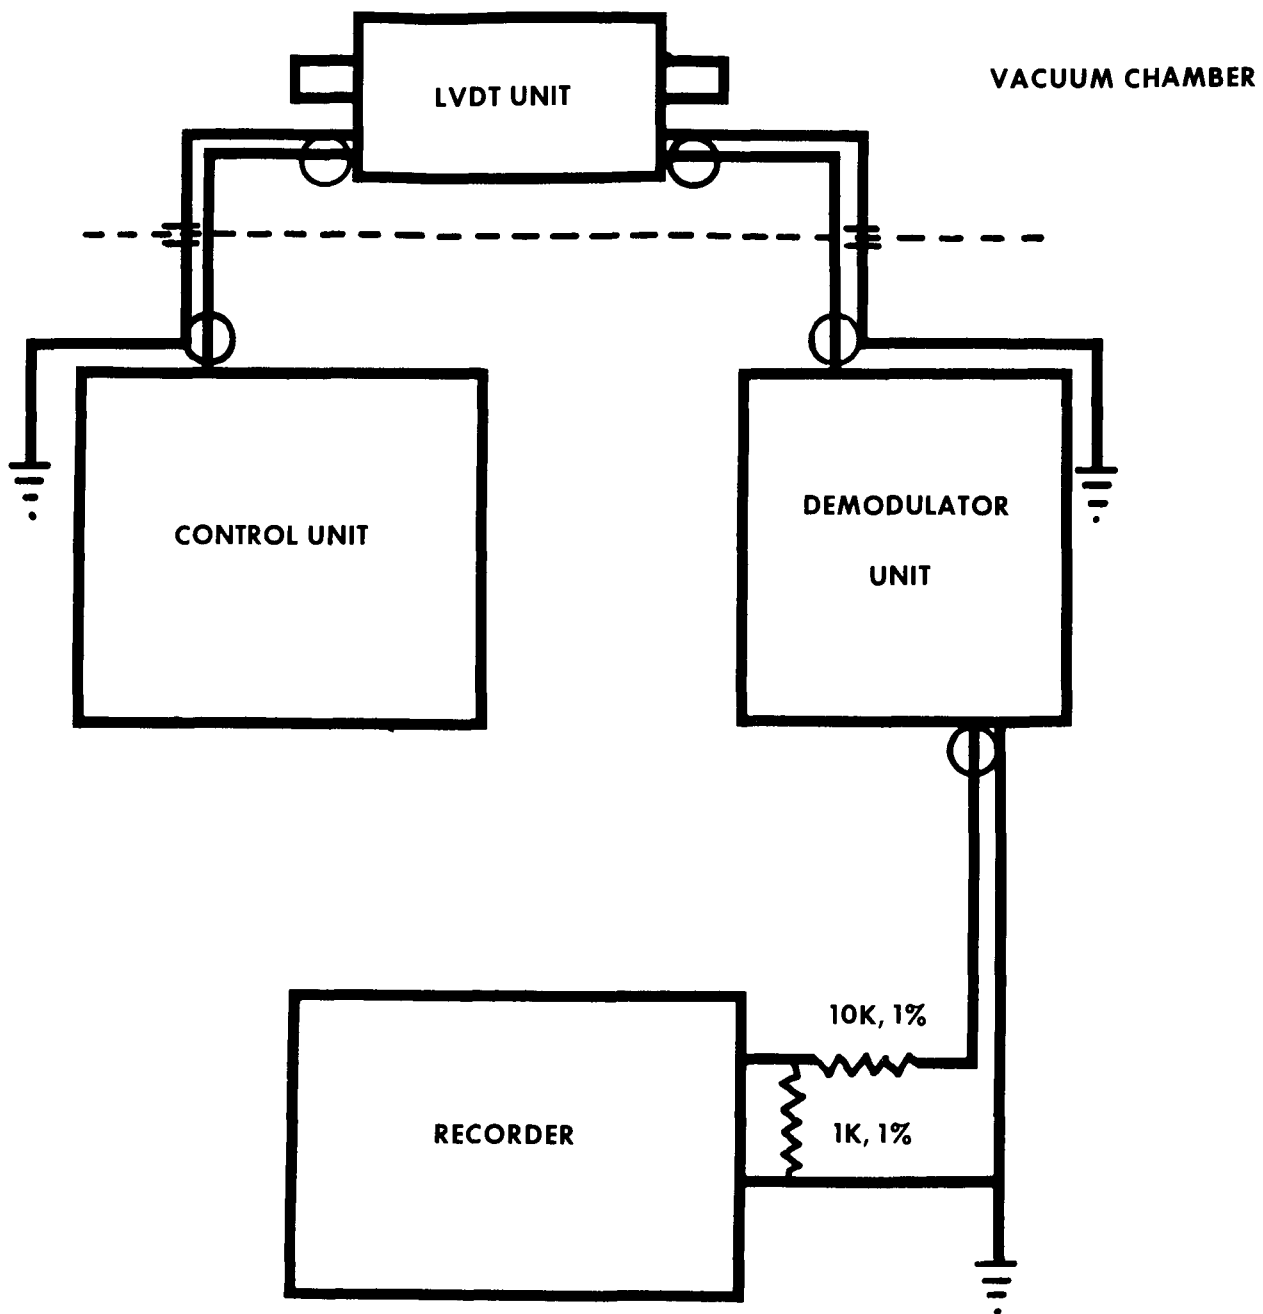 LVDT UNIT
VACUUM CHAMBER
CONTROL UNIT
DEMODULATOR
UNIT
10K, 1%
RECORDER
1K, 1%